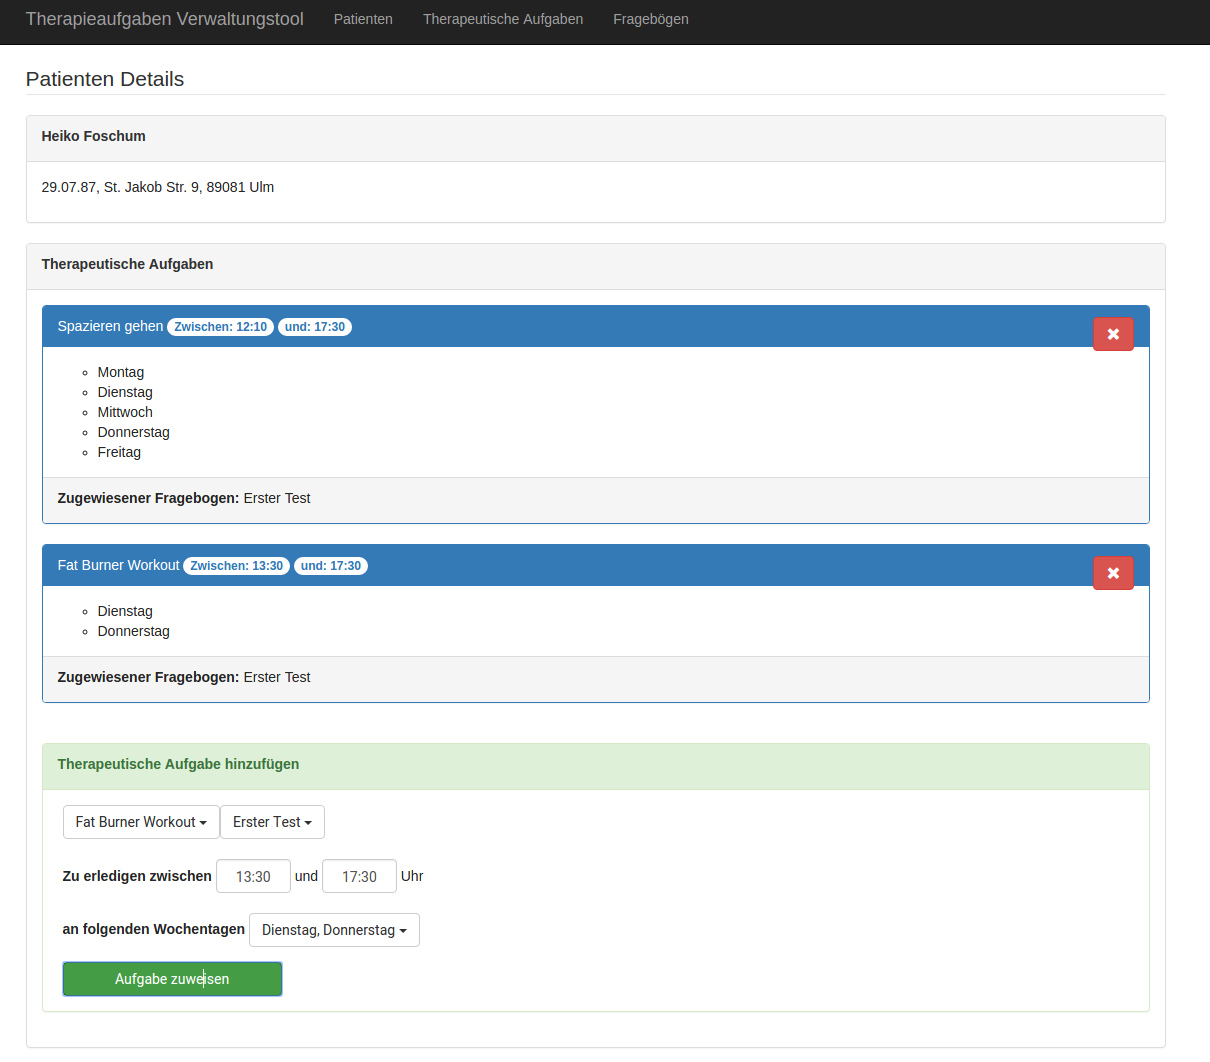 Therapieaufgaben Verwaltungstool Patienten Therapeutische Aufgaben Fragebögen
Patienten Details
Heiko Foschum
29.07.87, St. Jakob Str. 9, 89081 Ulm
Therapeutische Aufgaben
Spazieren gehen Zwischen: 12:10 und: 17:30
Montag
Dienstag
Mittwoch
Donnerstag
Freitag
Zugewiesener Fragebogen: Erster Test
Fat Burner Workout Zwischen: 13:30 und: 17:30
Dienstag
Donnerstag
Zugewiesener Fragebogen: Erster Test
Therapeutische Aufgabe hinzufügen
Fat Burner Workout Erster Test
Zu erledigen zwischen 13:30 und 17:30 Uhr
an folgenden Wochentagen Dienstag, Donnerstag
Aufgabe zuweisen